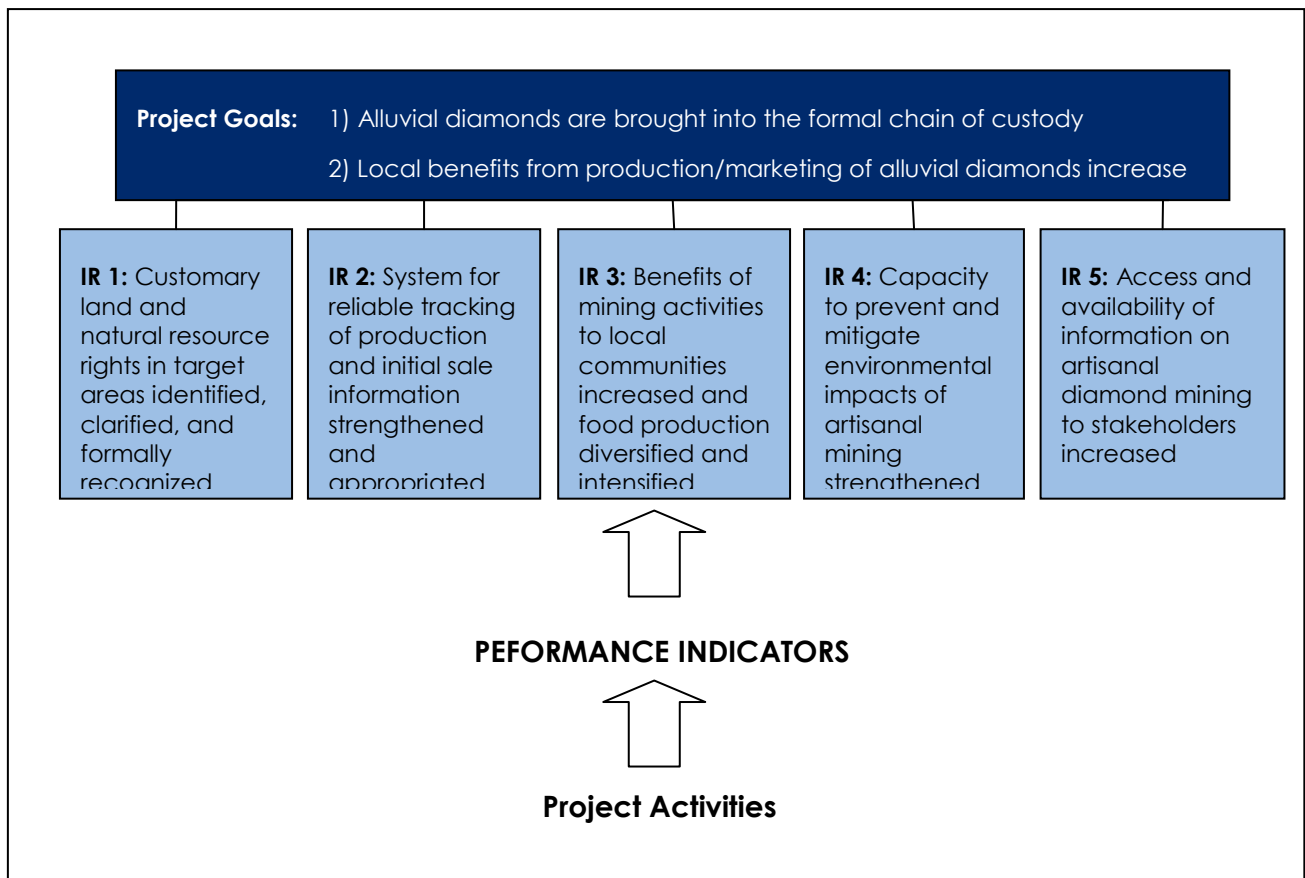 Project Goals: 1) Alluvial diamonds are brought into the formal chain of custody
2) Local benefits from production/marketing of alluvial diamonds increase
IR 1: Customary
land and
natural resource
rights in target
areas identified,
clarified, and
formally
recognized
IR 2: System for
reliable tracking
of production
and initial sale
information
strengthened
and
appropriated
IR 3: Benefits of
mining activities
to local
communities
increased and
food production
diversified and
intensified
IR 4: Capacity
to prevent and
mitigate
environmental
impacts of
artisanal
mining
strengthened
IR 5: Access and
availability of
information on
artisanal
diamond mining
to stakeholders
increased
PEFORMANCE INDICATORS
Project Activities